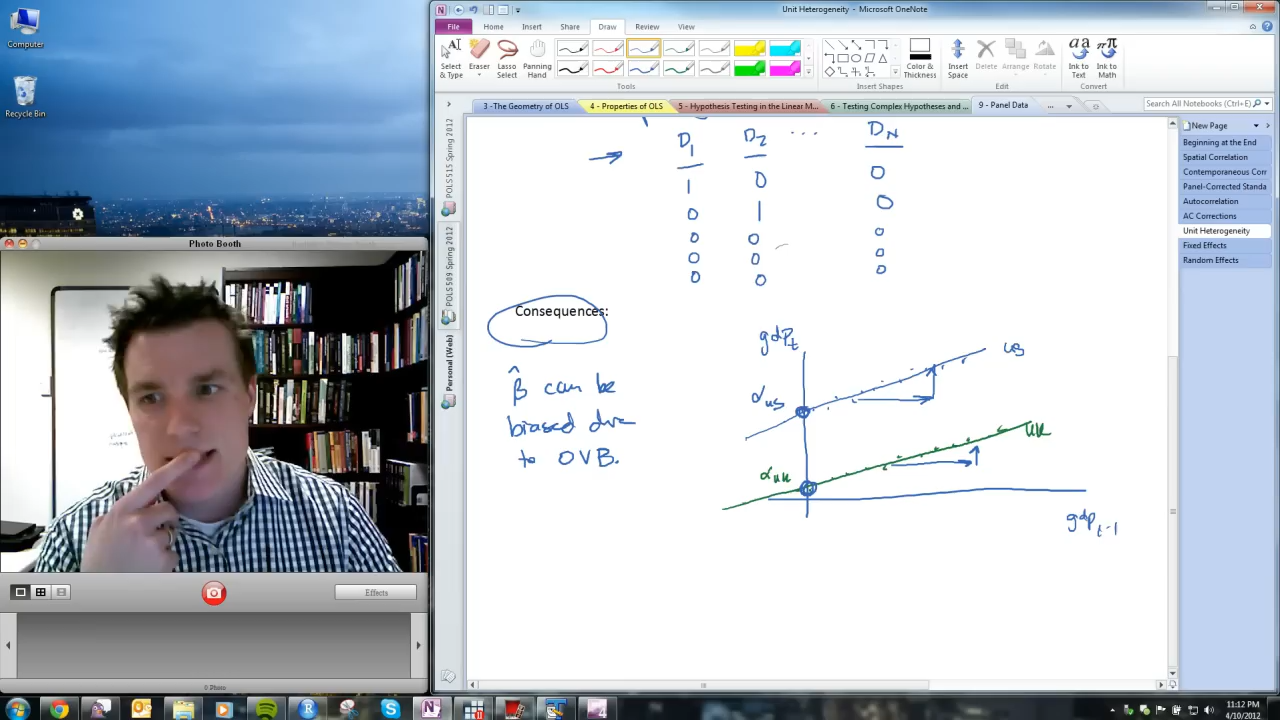 Computer
Recycle Bin
Photo Booth
Effects
0 Photo
Unit Heterogeneity - Microsoft OneNote
File Home Insert Share Draw Review View
Select & Type
Eraser
Lasso Select
Panning Hand
Color & Thickness
Insert Space
Delete
Arrange
Rotate
Ink to Text
Ink to Math
Tools
Insert Shapes
Edit
Convert
3 -The Geometry of OLS
4 - Properties of OLS
5 - Hypothesis Testing in the Linear M...
6 - Testing Complex Hypotheses and ...
9 - Panel Data
...
Search All Notebooks (Ctrl+E)
POLS 515 Spring 2012
POLS 509 Spring 2012
Personal (Web)
New Page
Beginning at the End
Spatial Correlation
Contemporaneous Corr
Panel-Corrected Standa
Autocorrelation
AC Corrections
Unit Heterogeneity
Fixed Effects
Random Effects
D1 D2 ... DN
1 0 0
0 1 0
0 0 0
0 0 0
0 0 0
Consequences:
β̂ can be
biased due
to OVB.
gdpt
US
αus
UK
αuk
gdpt-1
11:12 PM
4/10/2012